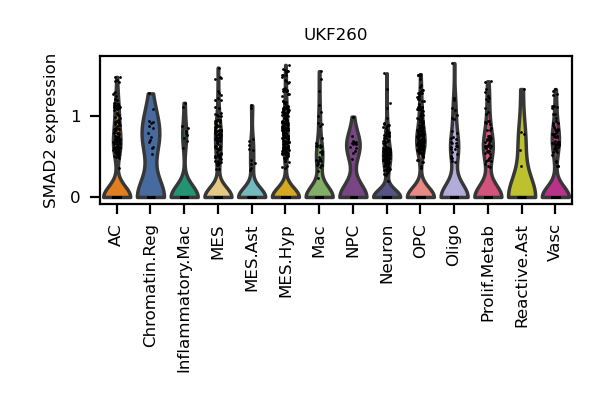 UKF260
SMAD2 expression
1
0
AC
Chromatin.Reg
Inflammatory.Mac
MES
MES.Ast
MES.Hyp
Mac
NPC
Neuron
OPC
Oligo
Prolif.Metab
Reactive.Ast
Vasc